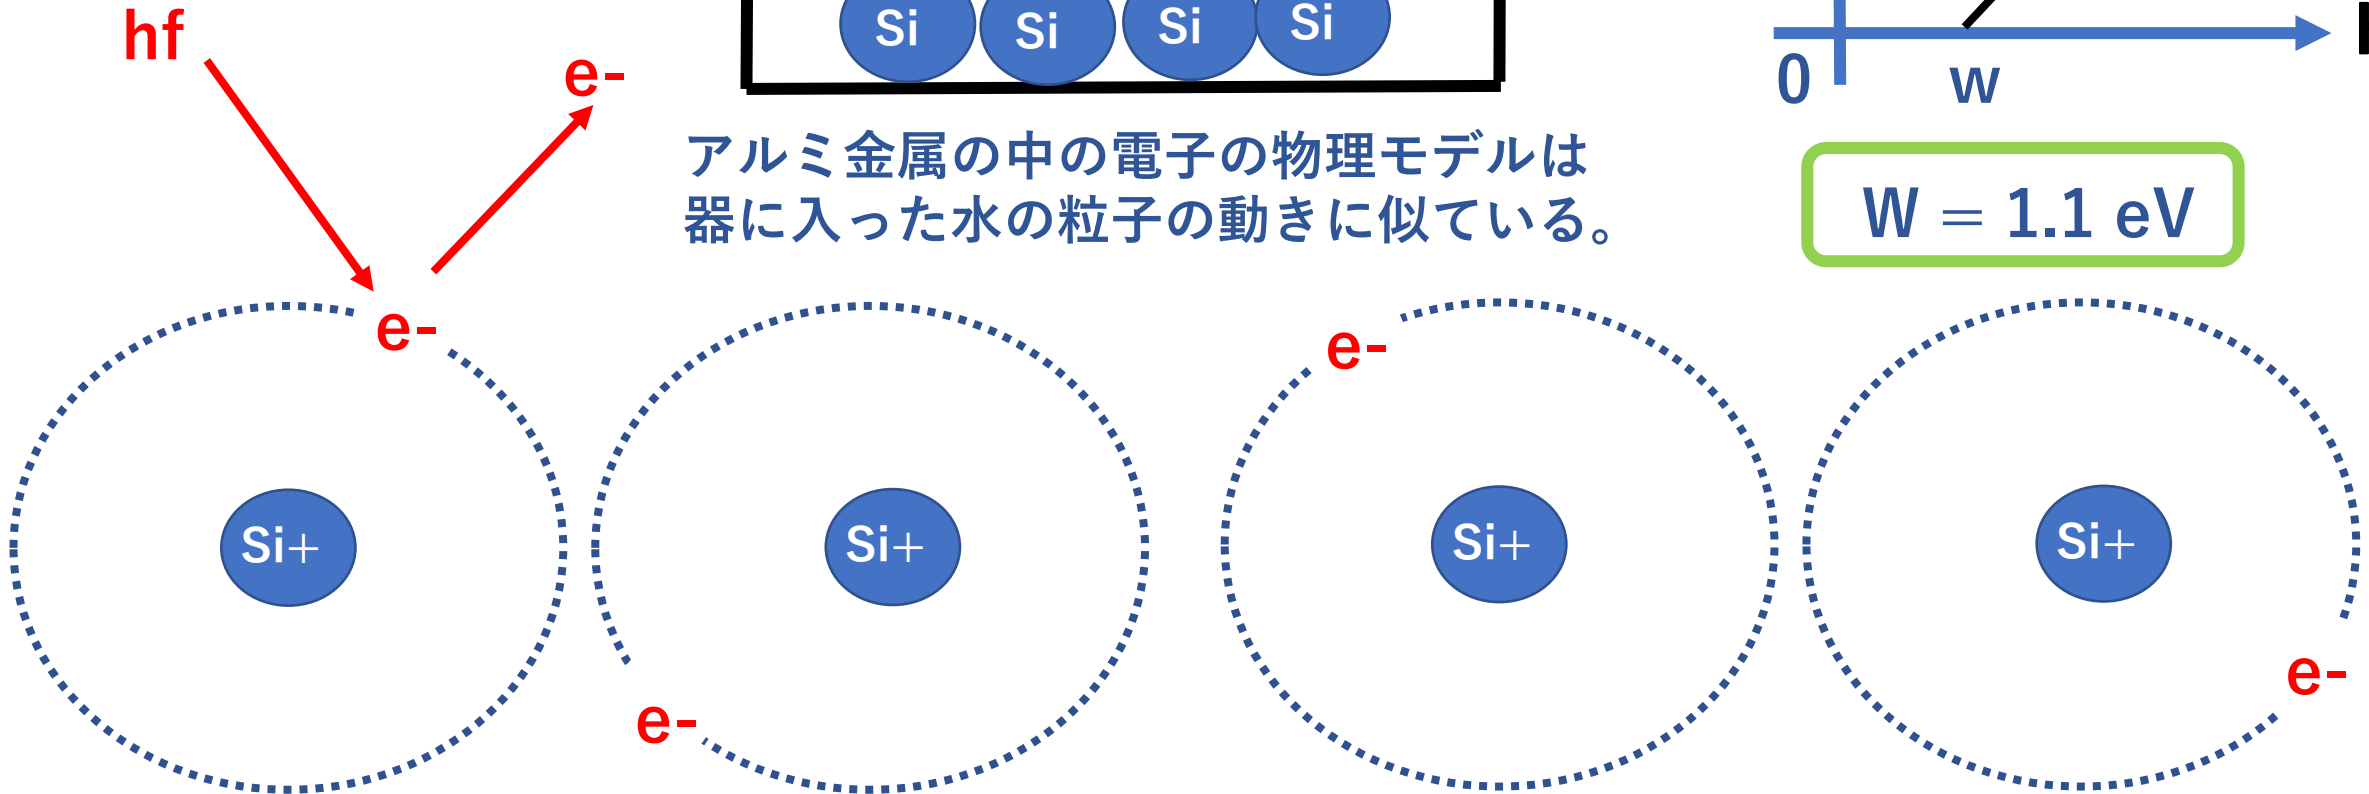 hf
e-
Si
Si
Si
Si
0
w
アルミ金属の中の電子の物理モデルは
器に入った水の粒子の動きに似ている。
W = 1.1 eV
e-
e-
Si+
Si+
Si+
Si+
e-
e-